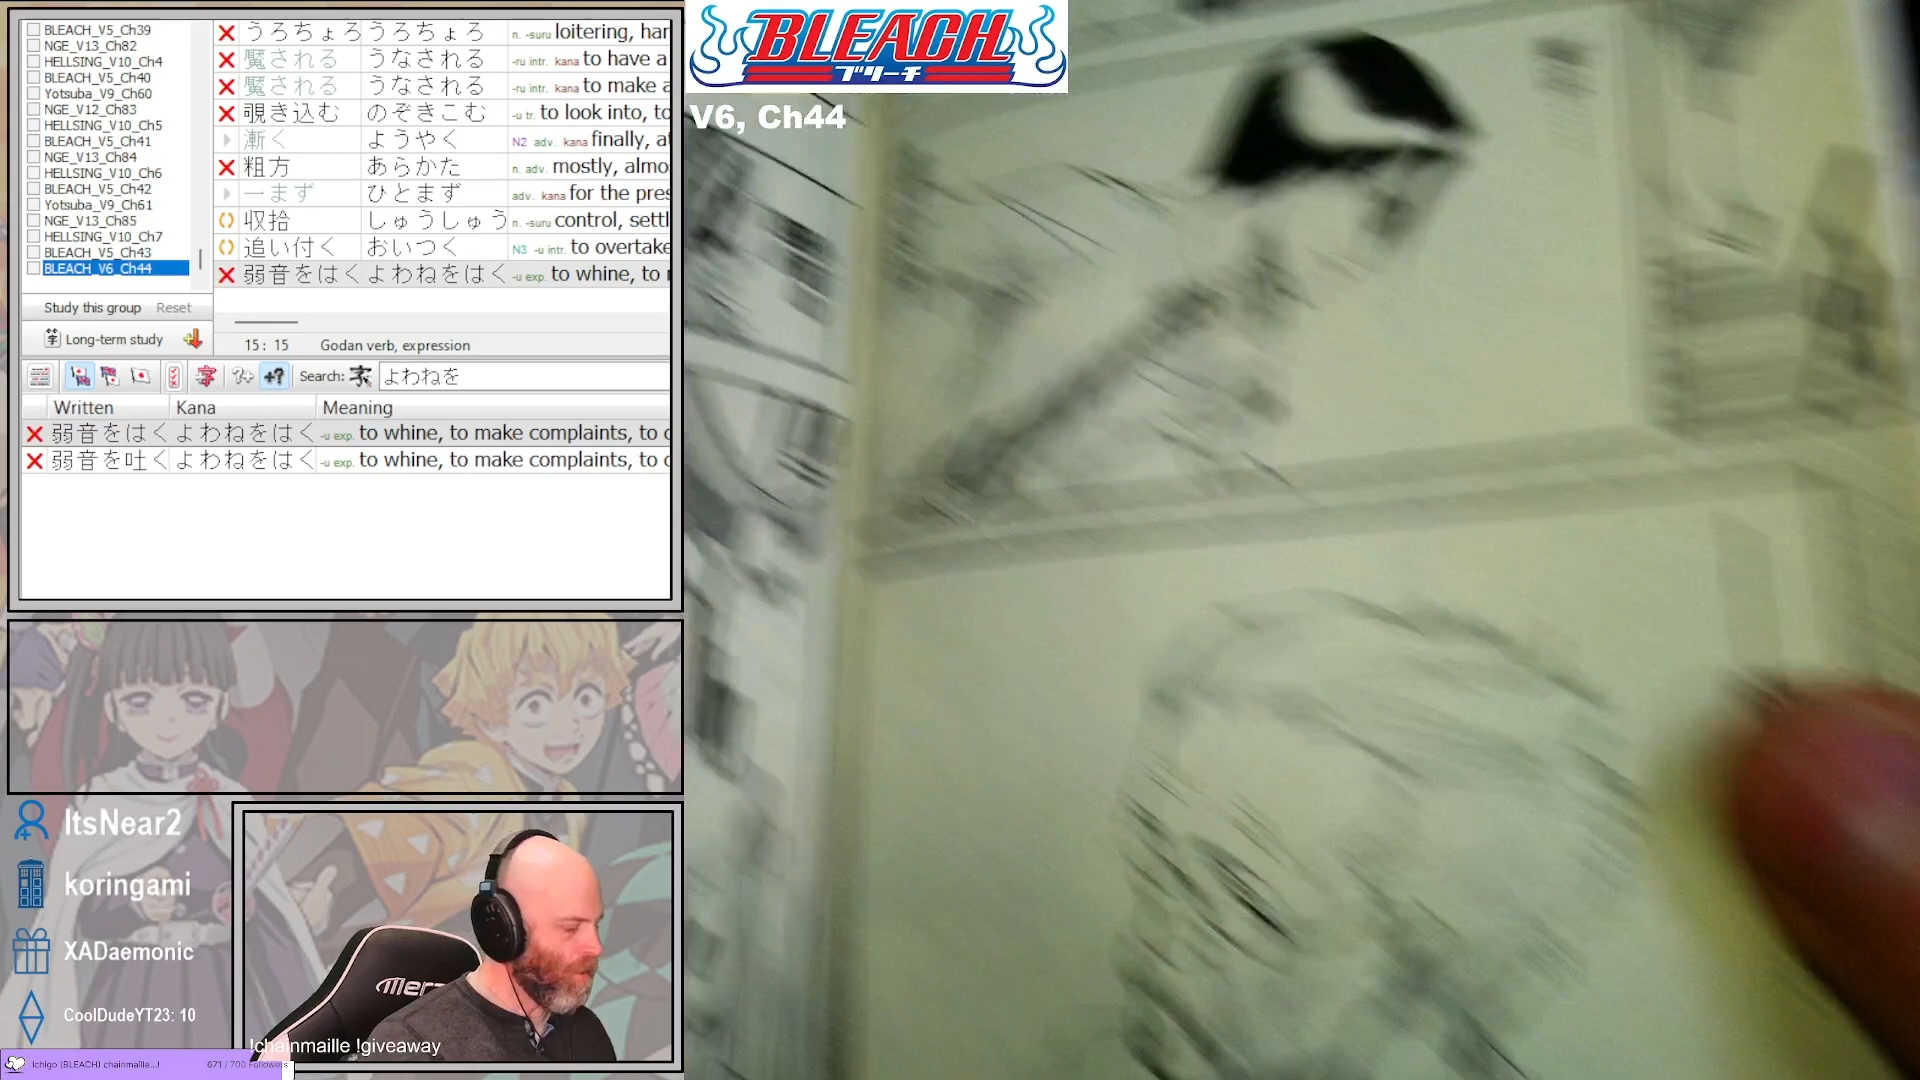 BLEACH_V5_Ch39
NGE_V13_Ch82
HELLSING_V10_Ch4
BLEACH_V5_Ch40
Yotsuba_V9_Ch60
NGE_V12_Ch83
HELLSING_V10_Ch5
BLEACH_V5_Ch41
NGE_V13_Ch84
HELLSING_V10_Ch6
BLEACH_V5_Ch42
Yotsuba_V9_Ch61
NGE_V13_Ch85
HELLSING_V10_Ch7
BLEACH_V5_Ch43
BLEACH_V6_Ch44
Study this group Reset
Long-term study
うろちょろ うろちょろ n. -suru loitering, har
魘される うなされる -ru intr. kana to have a
魘される うなされる -ru intr. kana to make a
覗き込む のぞきこむ -u tr. to look into, to
漸く ようやく N2 adv. kana finally, at
粗方 あらかた n. adv. mostly, almo
一まず ひとまず adv. kana for the pres
収拾 しゅうしゅう n. -suru control, settl
追い付く おいつく N3 -u intr. to overtake
弱音をはく よわねをはく -u exp. to whine, to
15: 15 Godan verb, expression
Search: よわねを
Written Kana Meaning
弱音をはく よわねをはく -u exp. to whine, to make complaints, to c
弱音を吐く よわねをはく -u exp. to whine, to make complaints, to c
BLEACH
ブリーチ
V6, Ch44
ItsNear2
koringami
XADaemonic
CoolDudeYT23: 10
Merz
!chainmaille !giveaway
Ichigo (BLEACH) chainmaille...! 671 / 700 Followers